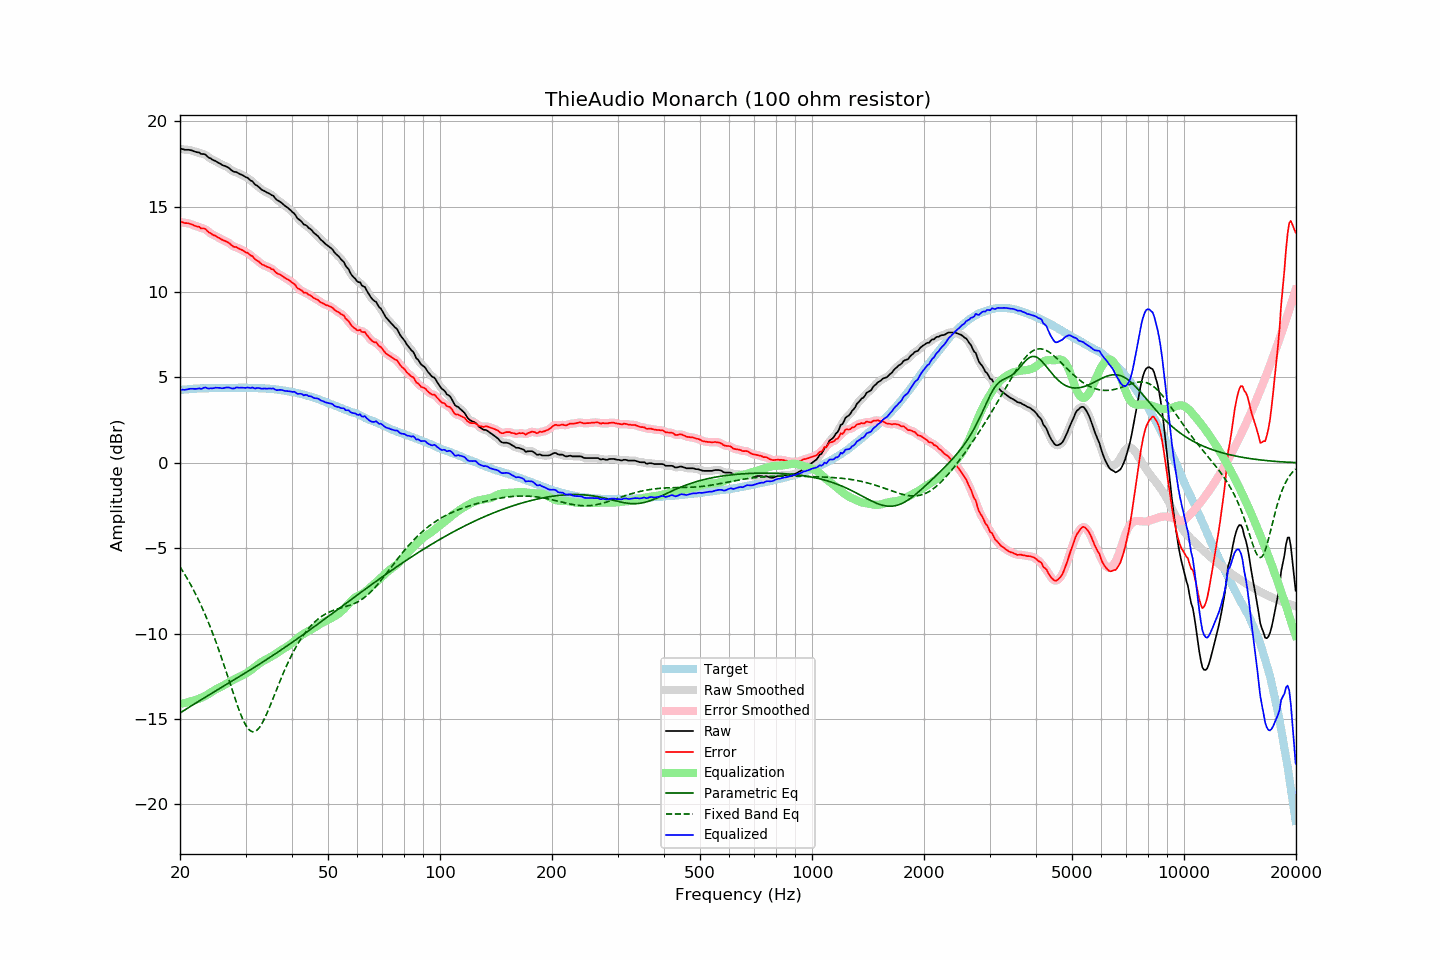 ThieAudio Monarch (100 ohm resistor)
20
15
10
5
0
−5
−10
−15
−20
Amplitude (dBr)
Target
Raw Smoothed
Error Smoothed
Raw
Error
Equalization
Parametric Eq
Fixed Band Eq
Equalized
20 50 100 200 500 1000 2000 5000 10000 20000
Frequency (Hz)